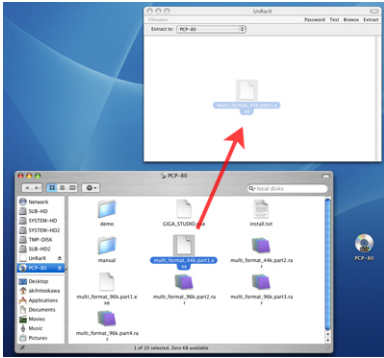 UnRarX
Filename
Password Test Browse Extract
Extract to: PCP-80
multi_format_44k.part1.e
xe
PCP-80
local disks
Network
SUB-HD
SYSTEM-HD
SYSTEM-HD2
TMP-DISK
SUB-HD2
UnRarX
PCP-80
Desktop
akihirookawa
Applications
Documents
Movies
Music
Pictures
demo
GIGA_STUDIO.exe
install.txt
manual
multi_format_44k.part1.e
xe
multi_format_44k.part2.ra
r
multi_format_96k.part1.e
xe
multi_format_96k.part2.ra
r
multi_format_96k.part3.ra
r
multi_format_96k.part4.ra
r
1 of 10 selected, Zero KB available
PCP-80